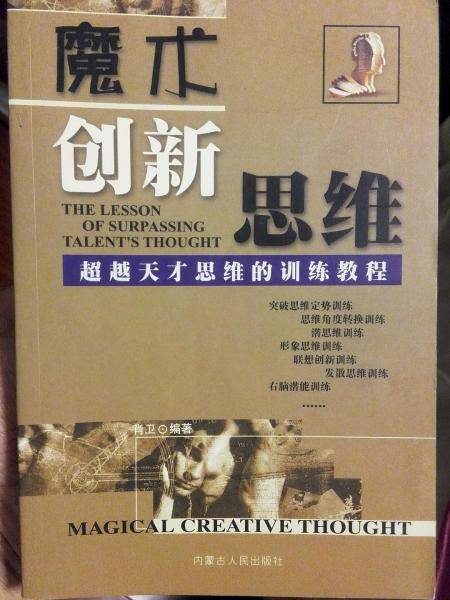 魔术
创新
思维
THE LESSON
OF SURPASSING
TALENT'S THOUGHT
超越天才思维的训练教程
突破思维定势训练
思维角度转换训练
潜思维训练
形象思维训练
联想创新训练
发散思维训练
右脑潜能训练
……
肖卫⊙编著
MAGICAL CREATIVE THOUGHT
内蒙古人民出版社